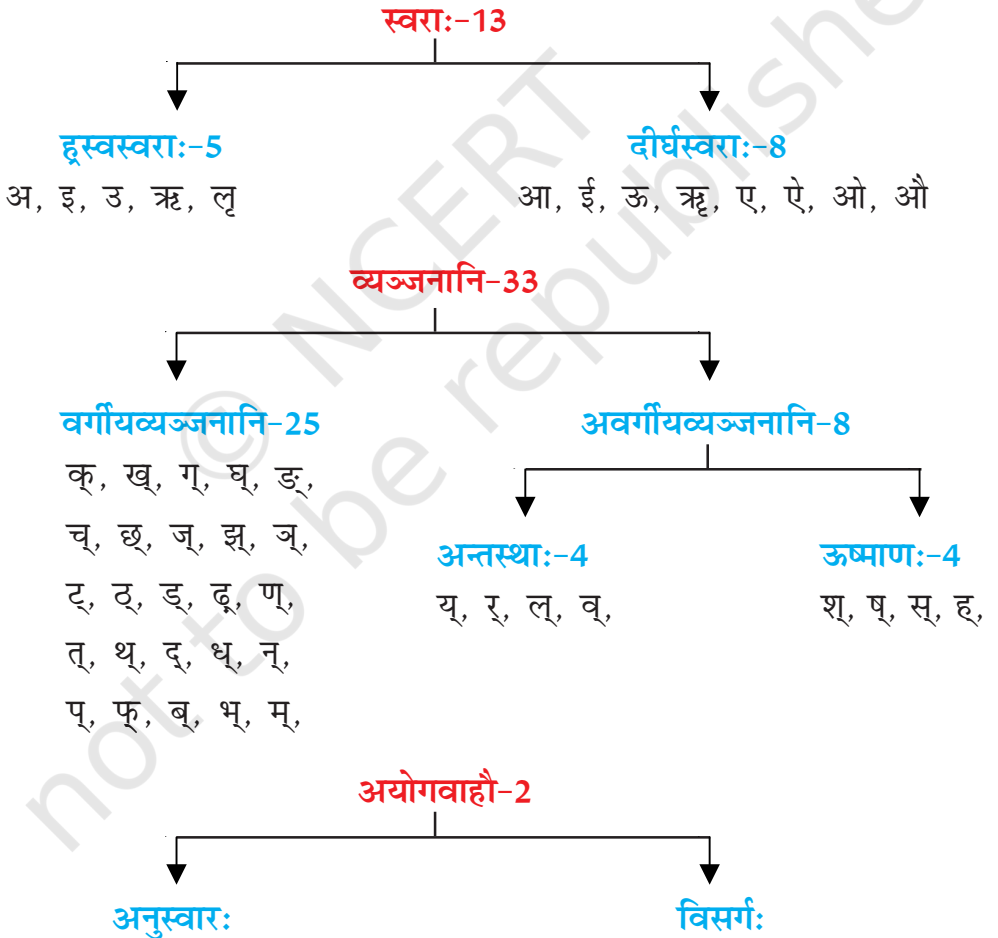 स्वराः-13
ह्रस्वस्वराः-5 दीर्घस्वराः-8
अ, इ, उ, ऋ, लृ आ, ई, ऊ, ॠ, ए, ऐ, ओ, औ
व्यञ्जनानि-33
वर्गीयव्यञ्जनानि-25 अवर्गीयव्यञ्जनानि-8
क्, ख्, ग्, घ्, ङ्,
च्, छ्, ज्, झ्, ञ्,
अन्तस्थाः-4 ऊष्माणः-4
ट्, ठ्, ड्, ढ़्, ण्, य्, र्, ल्, व्, श्, ष्, स्, ह्,
त्, थ्, द्, ध्, न्,
प्, फ्, ब्, भ्, म्,
अयोगवाहौ-2
अनुस्वारः विसर्गः
© NCERT
not to be republishe